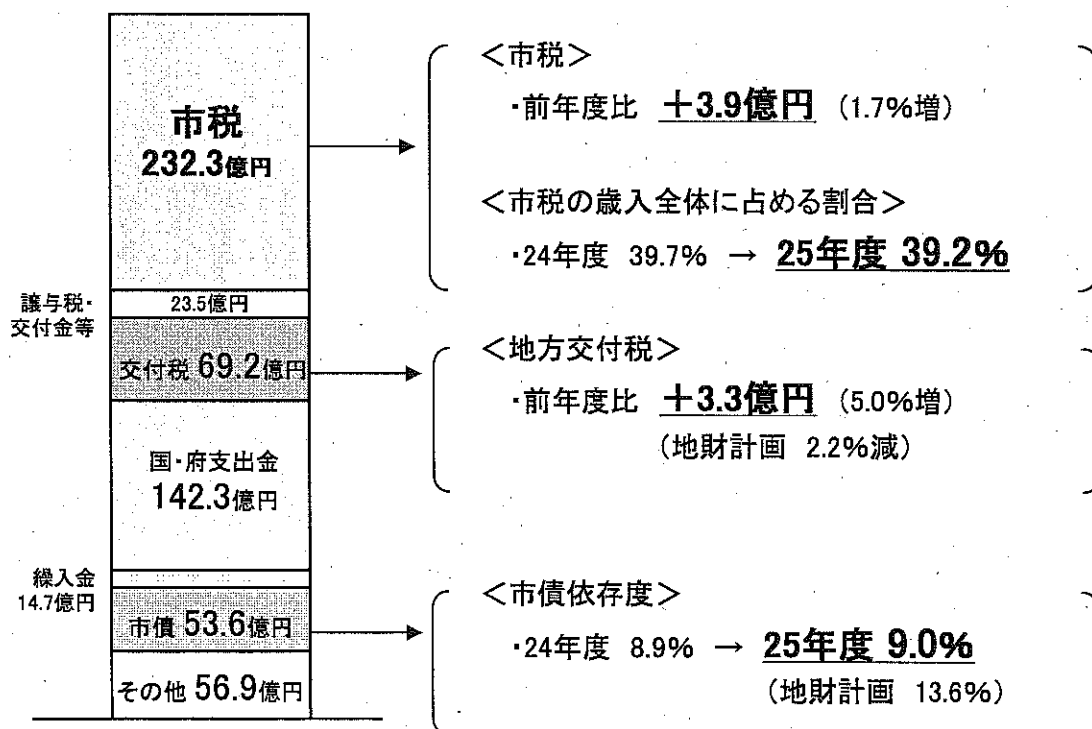 市税
232.3億円
譲与税・
交付金等
23.5億円
交付税 69.2億円
国・府支出金
142.3億円
繰入金
14.7億円
市債 53.6億円
その他 56.9億円
＜市税＞
・前年度比 ＋3.9億円 (1.7%増)
＜市税の歳入全体に占める割合＞
・24年度 39.7% → 25年度 39.2%
＜地方交付税＞
・前年度比 ＋3.3億円 (5.0%増)
(地財計画 2.2%減)
＜市債依存度＞
・24年度 8.9% → 25年度 9.0%
(地財計画 13.6%)